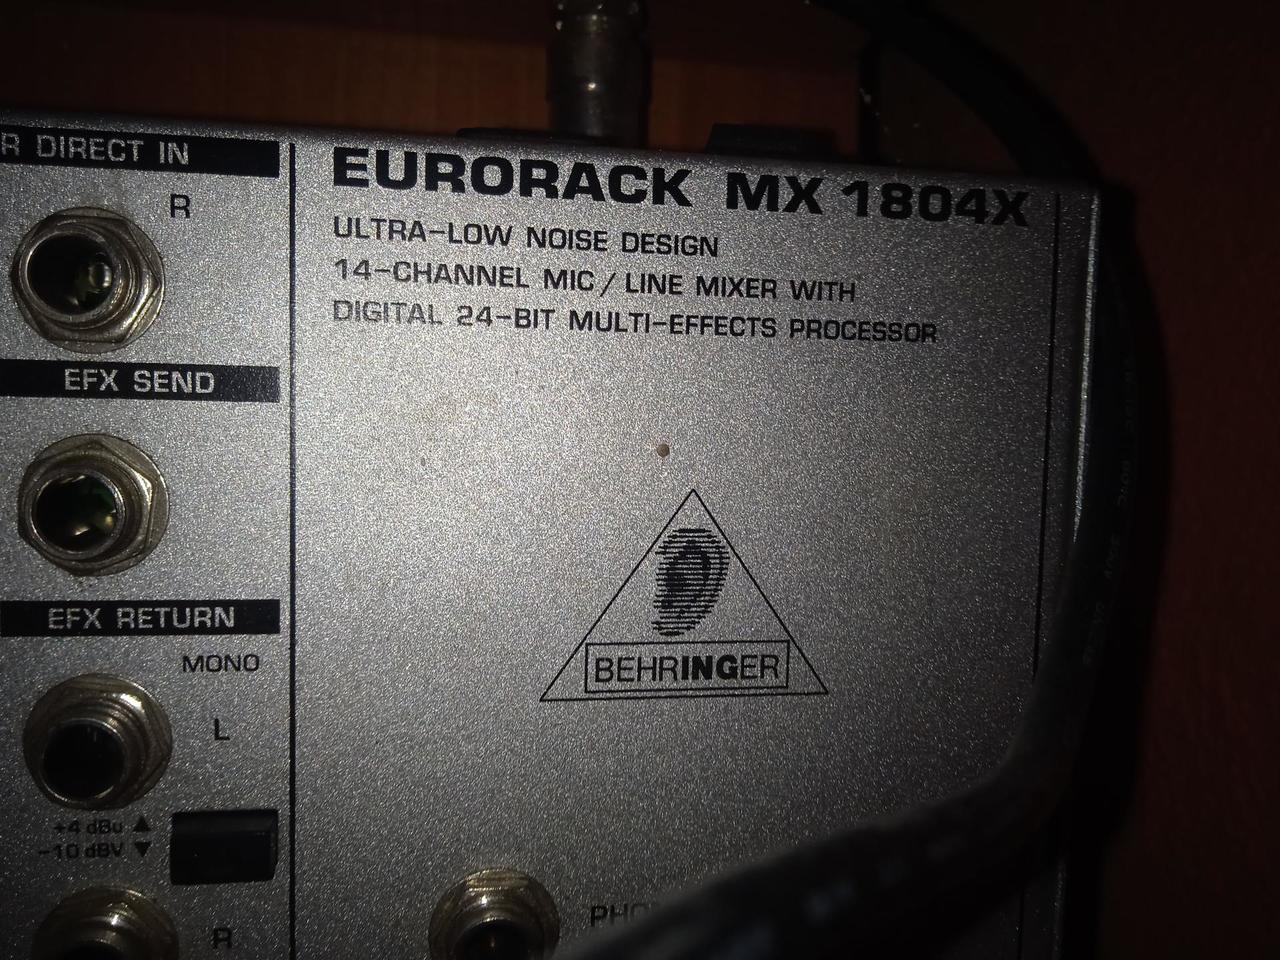 R DIRECT IN
R
EFX SEND
EFX RETURN
MONO
L
+4 dBu ▲
-10 dBV ▼
R
EURORACK MX 1804X
ULTRA-LOW NOISE DESIGN
14-CHANNEL MIC / LINE MIXER WITH
DIGITAL 24-BIT MULTI-EFFECTS PROCESSOR
BEHRINGER